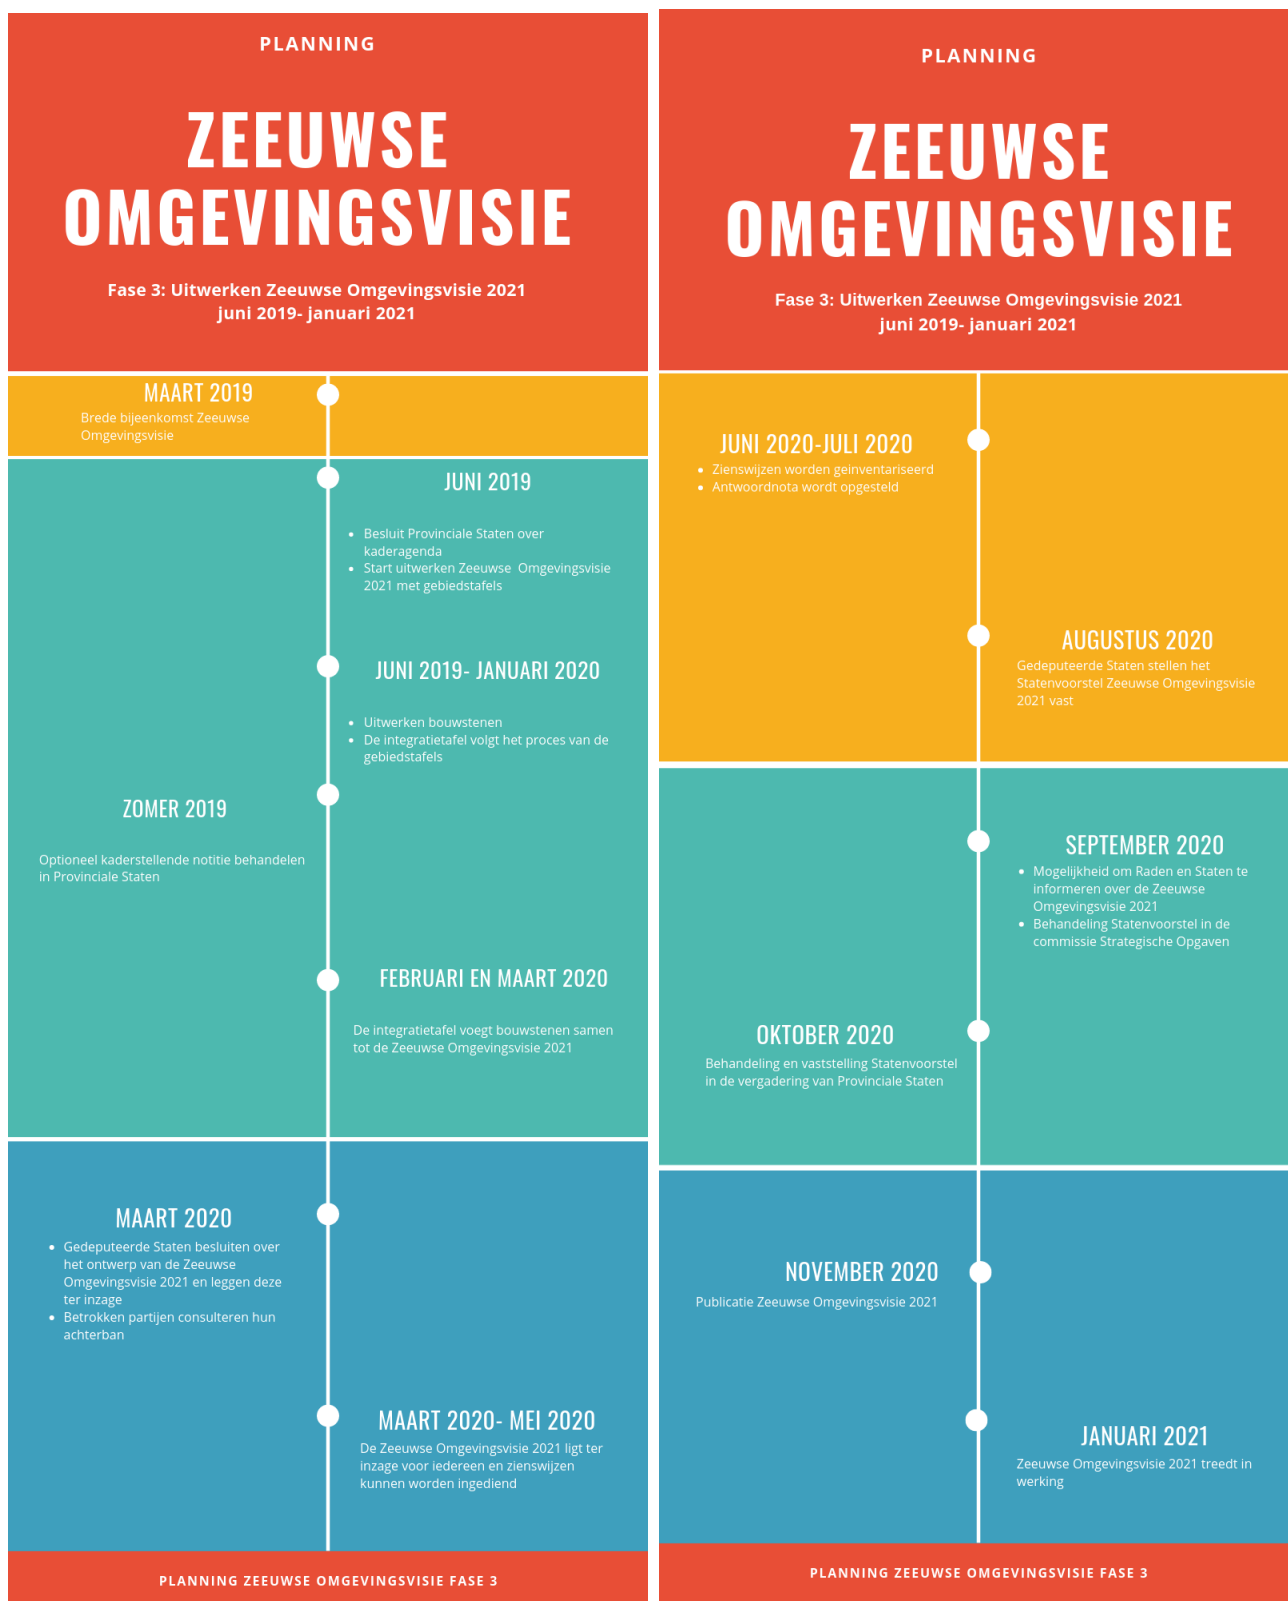 PLANNING
ZEEUWSE
OMGEVINGSVISIE
Fase 3: Uitwerken Zeeuwse Omgevingsvisie 2021
juni 2019- januari 2021
MAART 2019
Brede bijeenkomst Zeeuwse
Omgevingsvisie
JUNI 2019
• Besluit Provinciale Staten over
kaderagenda
• Start uitwerken Zeeuwse Omgevingsvisie
2021 met gebiedstafels
JUNI 2019- JANUARI 2020
• Uitwerken bouwstenen
• De integratietafel volgt het proces van de
gebiedstafels
ZOMER 2019
Optioneel kaderstellende notitie behandelen
in Provinciale Staten
FEBRUARI EN MAART 2020
De integratietafel voegt bouwstenen samen
tot de Zeeuwse Omgevingsvisie 2021
MAART 2020
• Gedeputeerde Staten besluiten over
het ontwerp van de Zeeuwse
Omgevingsvisie 2021 en leggen deze
ter inzage
• Betrokken partijen consulteren hun
achterban
MAART 2020- MEI 2020
De Zeeuwse Omgevingsvisie 2021 ligt ter
inzage voor iedereen en zienswijzen
kunnen worden ingediend
PLANNING ZEEUWSE OMGEVINGSVISIE FASE 3
PLANNING
ZEEUWSE
OMGEVINGSVISIE
Fase 3: Uitwerken Zeeuwse Omgevingsvisie 2021
juni 2019- januari 2021
JUNI 2020-JULI 2020
• Zienswijzen worden geinventariseerd
• Antwoordnota wordt opgesteld
AUGUSTUS 2020
Gedeputeerde Staten stellen het
Statenvoorstel Zeeuwse Omgevingsvisie
2021 vast
SEPTEMBER 2020
• Mogelijkheid om Raden en Staten te
informeren over de Zeeuwse
Omgevingsvisie 2021
• Behandeling Statenvoorstel in de
commissie Strategische Opgaven
OKTOBER 2020
Behandeling en vaststelling Statenvoorstel
in de vergadering van Provinciale Staten
NOVEMBER 2020
Publicatie Zeeuwse Omgevingsvisie 2021
JANUARI 2021
Zeeuwse Omgevingsvisie 2021 treedt in
werking
PLANNING ZEEUWSE OMGEVINGSVISIE FASE 3